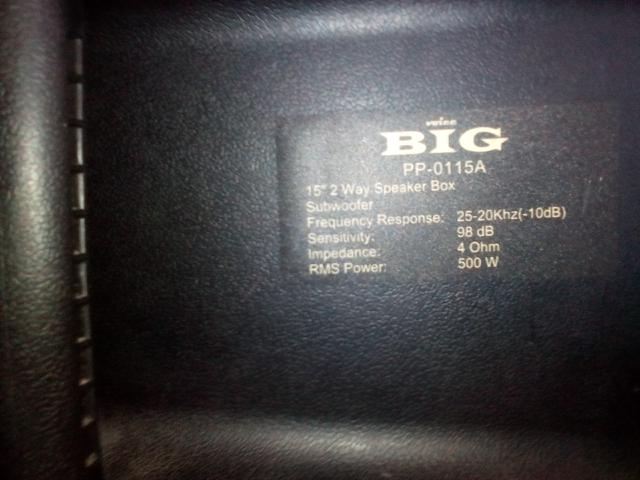 voice
BIG
PP-0115A
15" 2 Way Speaker Box
Subwoofer
Frequency Response: 25-20Khz(-10dB)
Sensitivity: 98 dB
Impedance: 4 Ohm
RMS Power: 500 W